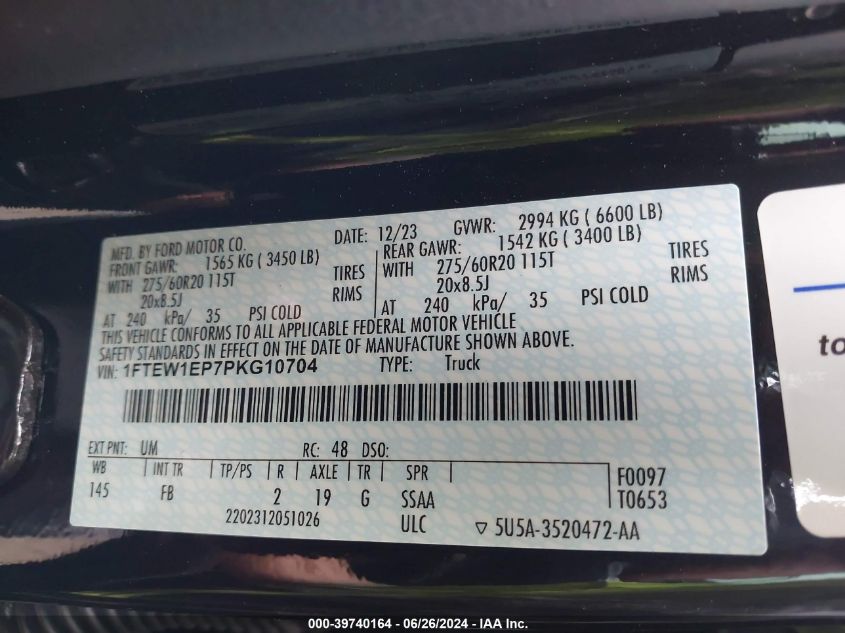 MFD. BY FORD MOTOR CO. DATE: 12/23 GVWR: 2994 KG ( 6600 LB)
FRONT GAWR: 1565 KG ( 3450 LB) REAR GAWR: 1542 KG ( 3400 LB)
WITH 275/60R20 115T TIRES WITH 275/60R20 115T TIRES
20x8.5J RIMS 20x8.5J RIMS
AT 240 kPa/ 35 PSI COLD AT 240 kPa/ 35 PSI COLD
THIS VEHICLE CONFORMS TO ALL APPLICABLE FEDERAL MOTOR VEHICLE
SAFETY STANDARDS IN EFFECT ON THE DATE OF MANUFACTURE SHOWN ABOVE.
VIN: 1FTEW1EP7PKG10704 TYPE: Truck
EXT PNT: UM RC: 48 DSO:
WB INT TR TP/PS R AXLE TR SPR F0097
145 FB 2 19 G SSAA T0653
2202312051026 ULC ▽ 5U5A-3520472-AA
to
000-39740164 - 06/26/2024 - IAA Inc.